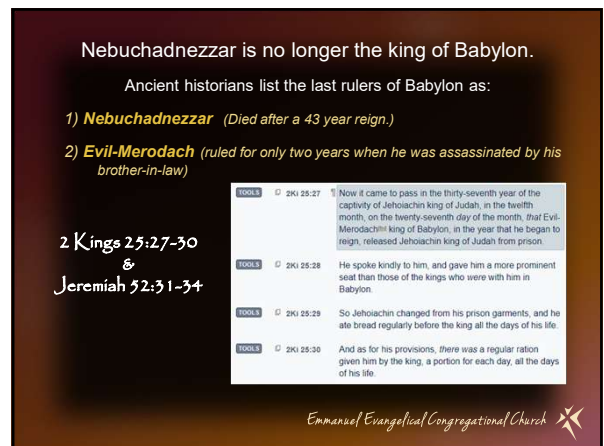 Nebuchadnezzar is no longer the king of Babylon.
Ancient historians list the last rulers of Babylon as:
1) Nebuchadnezzar (Died after a 43 year reign.)
2) Evil-Merodach (ruled for only two years when he was assassinated by his
brother-in-law)
2 Kings 25:27-30
&
Jeremiah 52:31-34
TOOLS 2Ki 25:27 ¶ Now it came to pass in the thirty-seventh year of the
captivity of Jehoiachin king of Judah, in the twelfth
month, on the twenty-seventh day of the month, that Evil-
Merodach king of Babylon, in the year that he began to
reign, released Jehoiachin king of Judah from prison.
TOOLS 2Ki 25:28 He spoke kindly to him, and gave him a more prominent
seat than those of the kings who were with him in
Babylon.
TOOLS 2Ki 25:29 So Jehoiachin changed from his prison garments, and he
ate bread regularly before the king all the days of his life.
TOOLS 2Ki 25:30 And as for his provisions, there was a regular ration
given him by the king, a portion for each day, all the days
of his life.
Emmanuel Evangelical Congregational Church